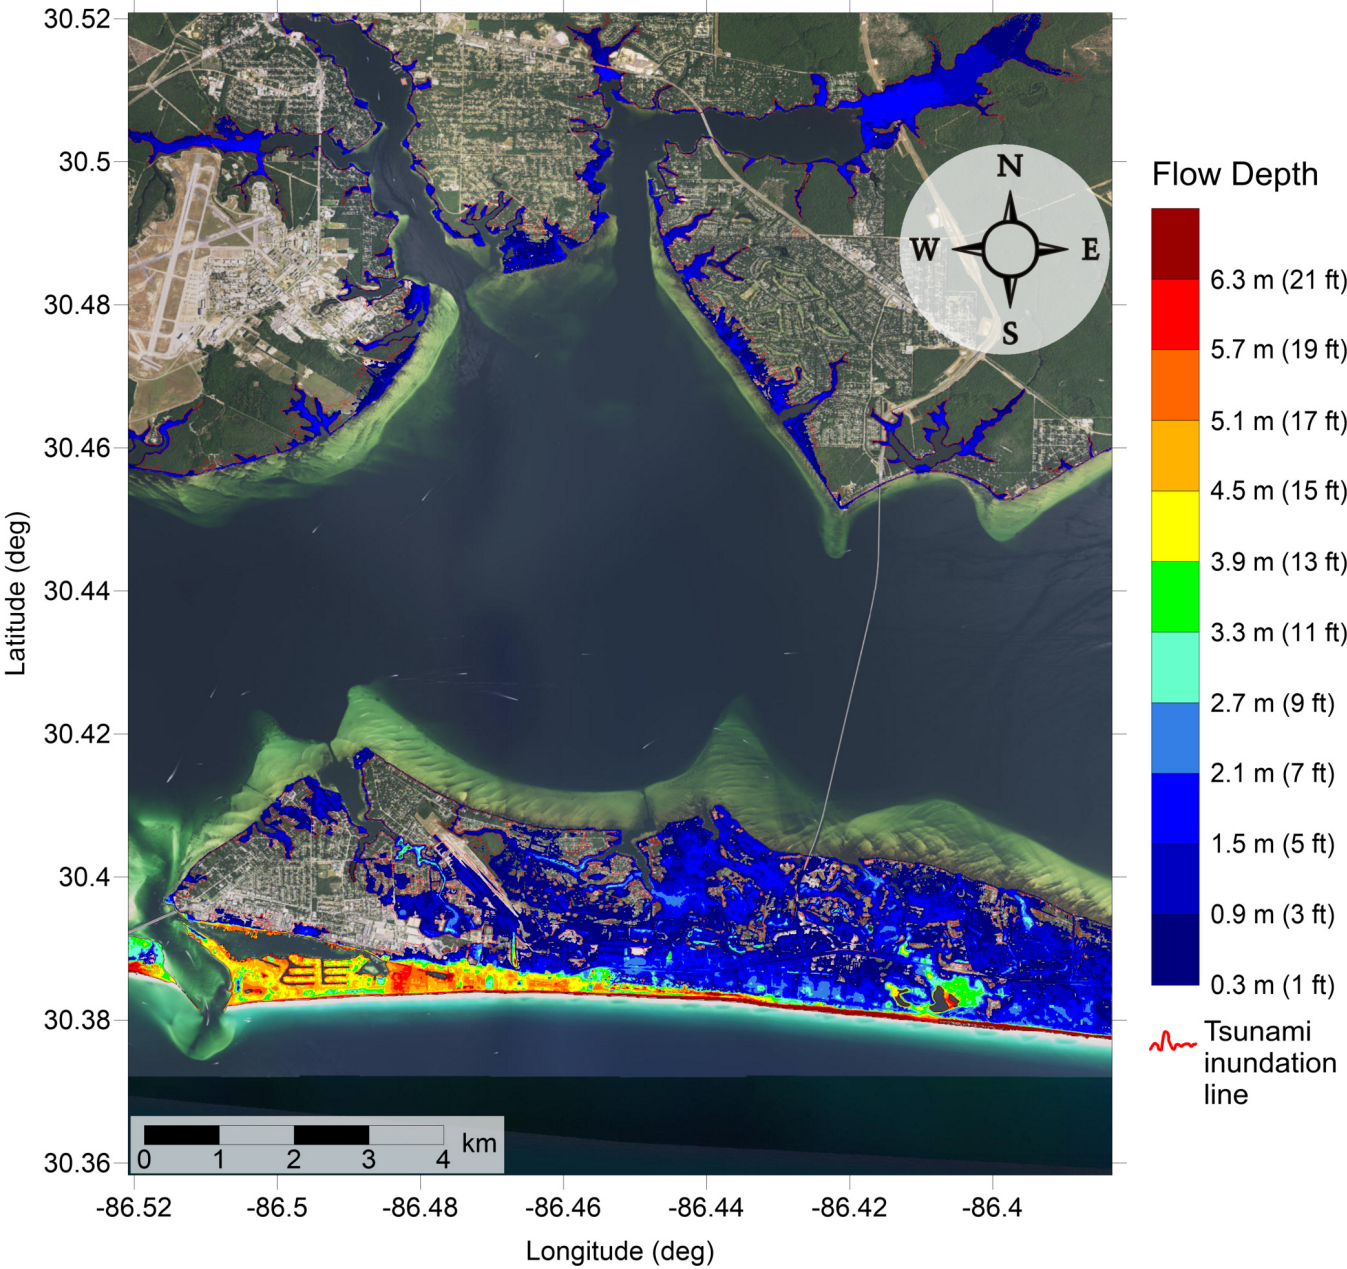 30.52
30.5
30.48
30.46
30.44
30.42
30.4
30.38
30.36
Latitude (deg)
-86.52
-86.5
-86.48
-86.46
-86.44
-86.42
-86.4
Longitude (deg)
N
W
E
S
0
1
2
3
4
km
Flow Depth
6.3 m (21 ft)
5.7 m (19 ft)
5.1 m (17 ft)
4.5 m (15 ft)
3.9 m (13 ft)
3.3 m (11 ft)
2.7 m (9 ft)
2.1 m (7 ft)
1.5 m (5 ft)
0.9 m (3 ft)
0.3 m (1 ft)
Tsunami
inundation
line